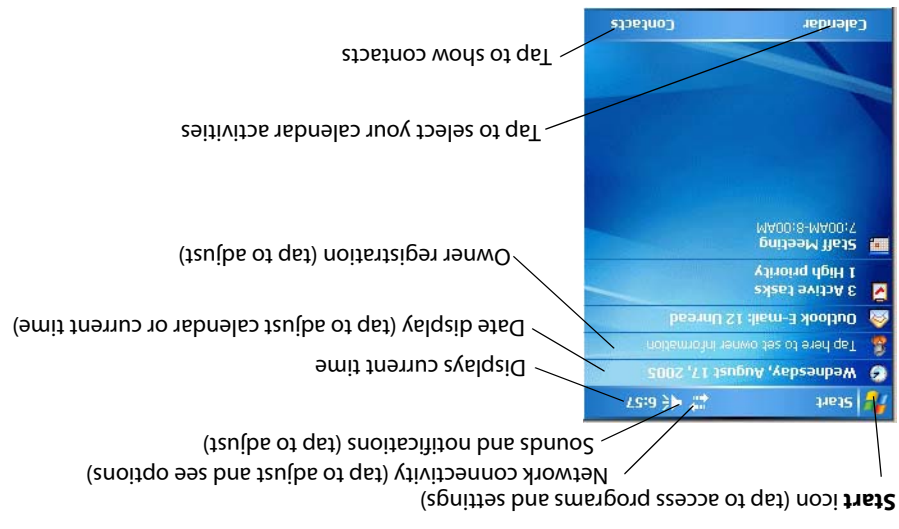 Start icon (tap to access programs and settings)
Network connectivity (tap to adjust and see options)
Sounds and notifications (tap to adjust)
Start 6:57
Displays current time
Wednesday, August 17, 2005
Date display (tap to adjust calendar or current time)
Tap here to set owner information
Outlook E-mail: 12 Unread
3 Active tasks
1 High priority
Owner registration (tap to adjust)
Staff Meeting
7:00AM-8:00AM
Tap to select your calendar activities
Tap to show contacts
Calendar Contacts